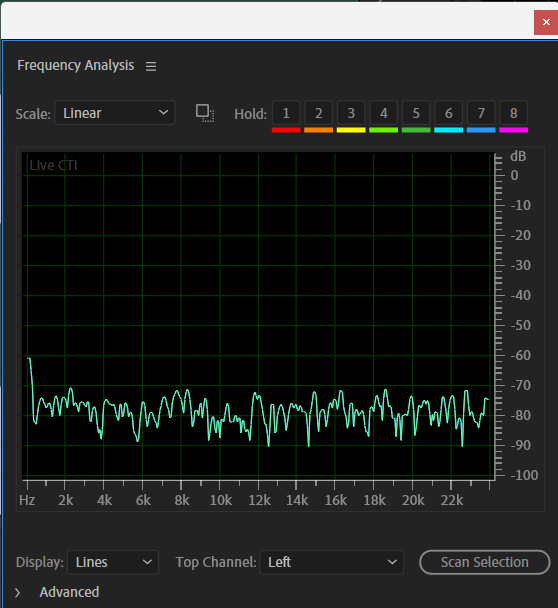 Frequency Analysis
Scale: Linear Hold: 1 2 3 4 5 6 7 8
Live CTI
dB
0
-10
-20
-30
-40
-50
-60
-70
-80
-90
-100
Hz 2k 4k 6k 8k 10k 12k 14k 16k 18k 20k 22k
Display: Lines Top Channel: Left Scan Selection
Advanced